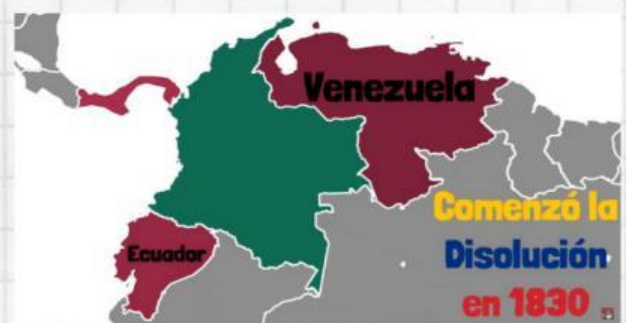 Venezuela
Ecuador
Comenzó la
Disolución
en 1830